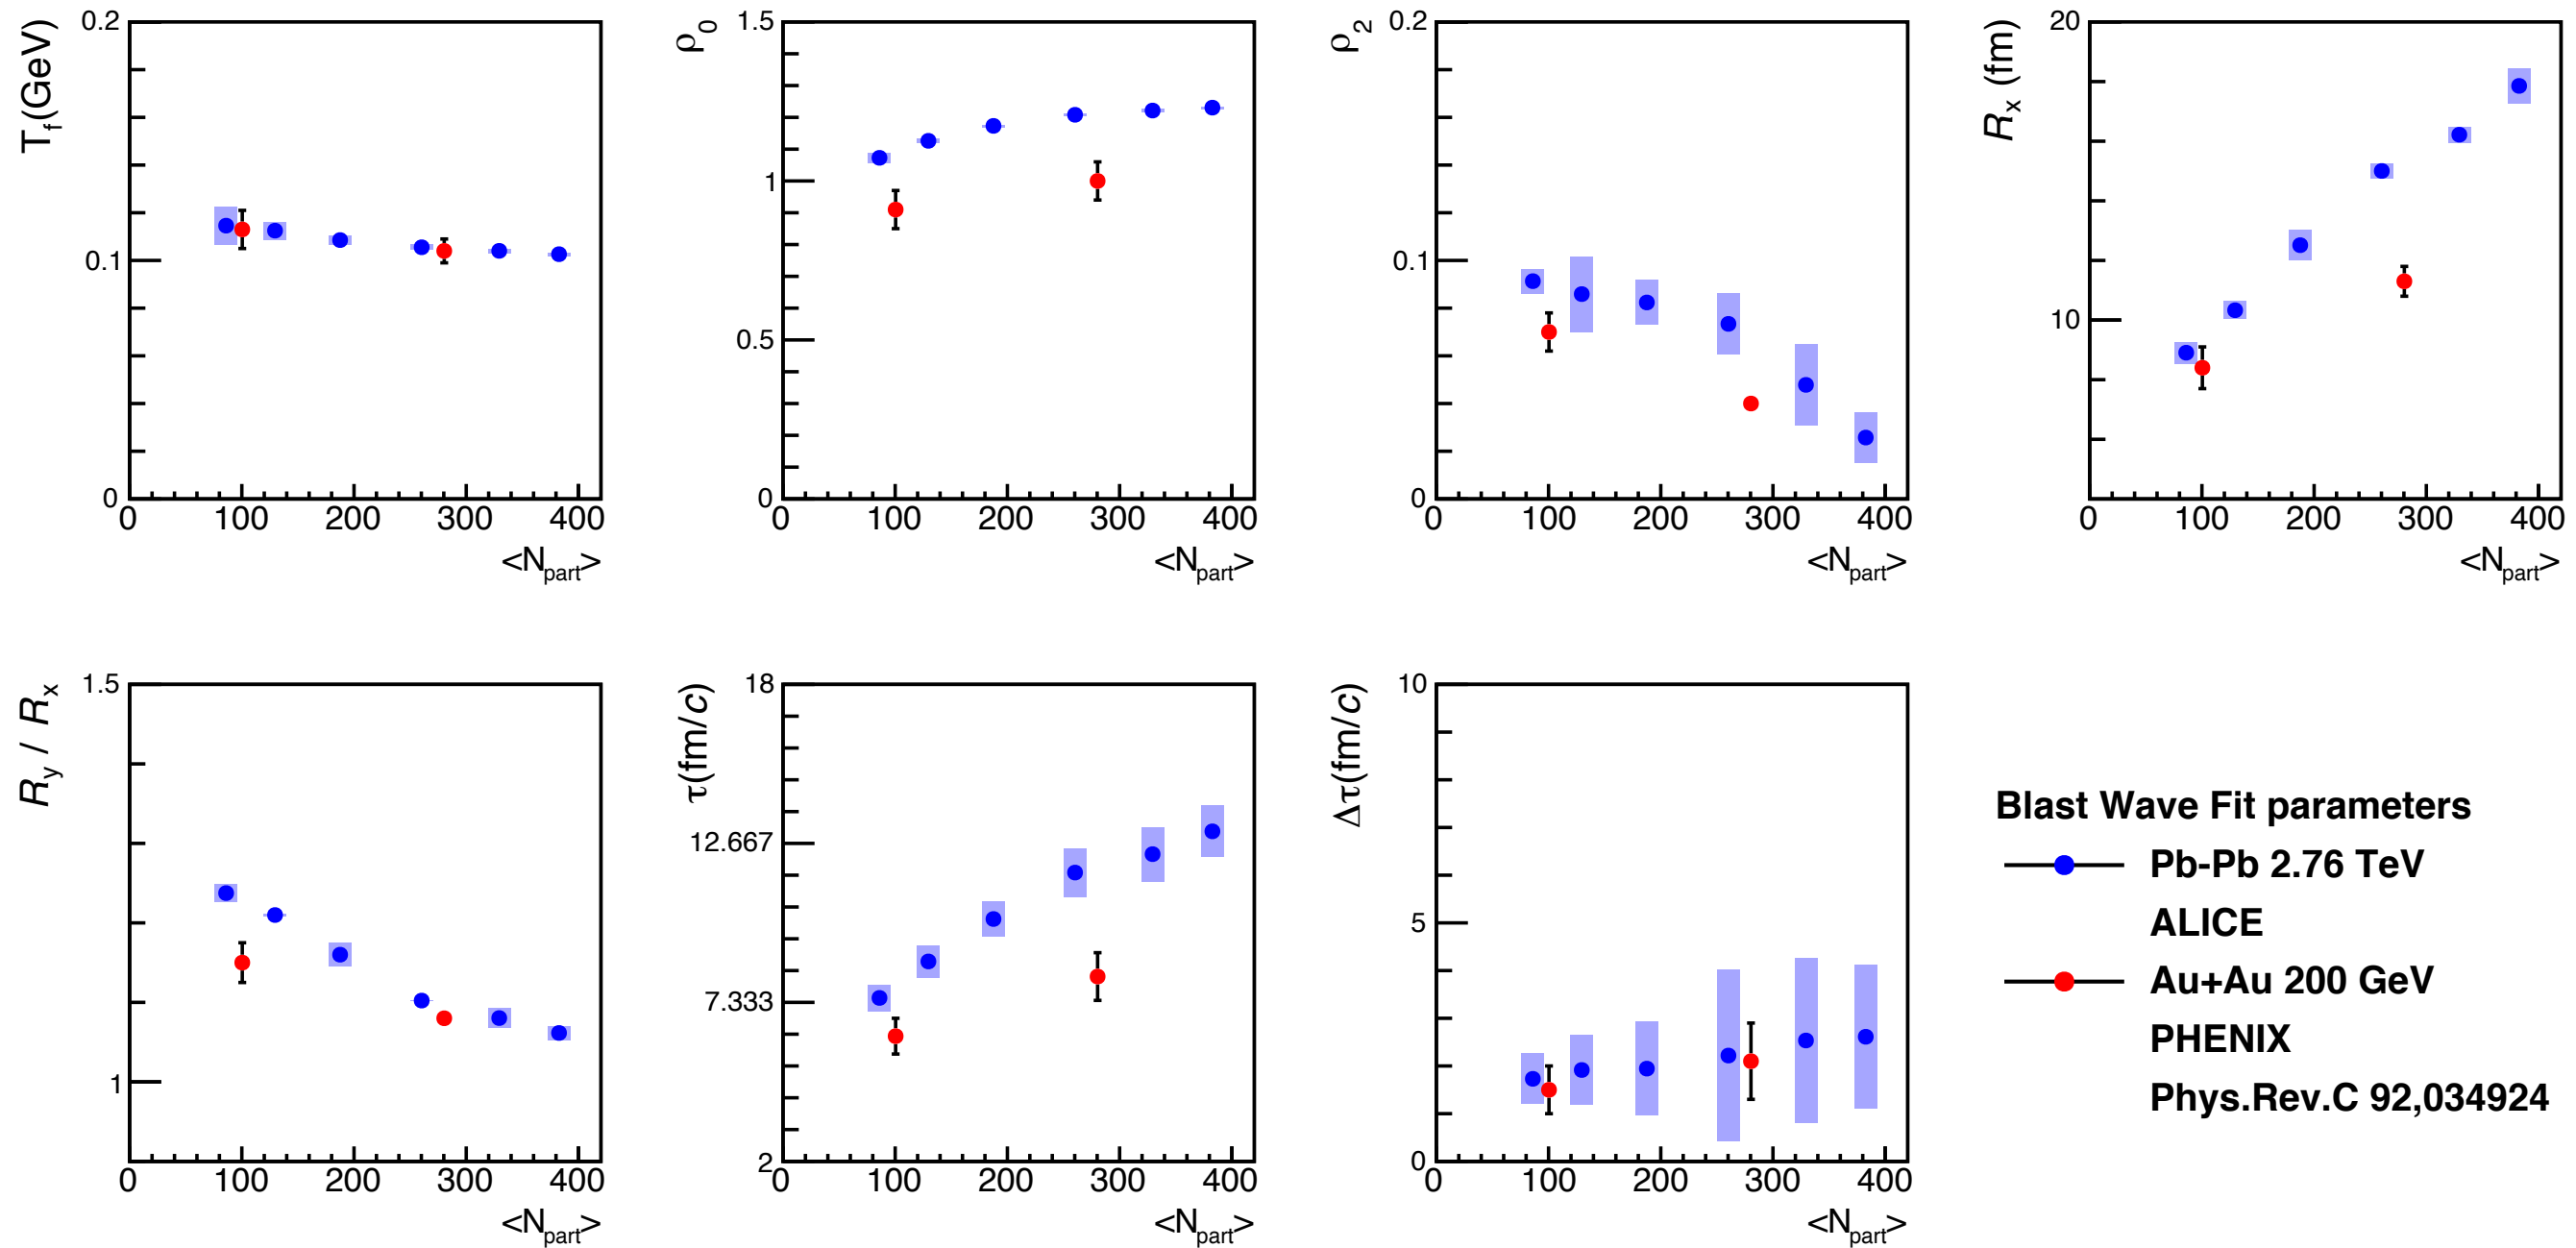 T_f(GeV)
0.2
0.1
0
0 100 200 300 400
<N_part>
ρ_0
1.5
1
0.5
0
0 100 200 300 400
<N_part>
ρ_2
0.2
0.1
0
0 100 200 300 400
<N_part>
R_x (fm)
20
10
0 100 200 300 400
<N_part>
R_y / R_x
1.5
1
0 100 200 300 400
<N_part>
τ(fm/c)
18
12.667
7.333
2
0 100 200 300 400
<N_part>
Δτ(fm/c)
10
5
0
0 100 200 300 400
<N_part>
Blast Wave Fit parameters
Pb-Pb 2.76 TeV
ALICE
Au+Au 200 GeV
PHENIX
Phys.Rev.C 92,034924